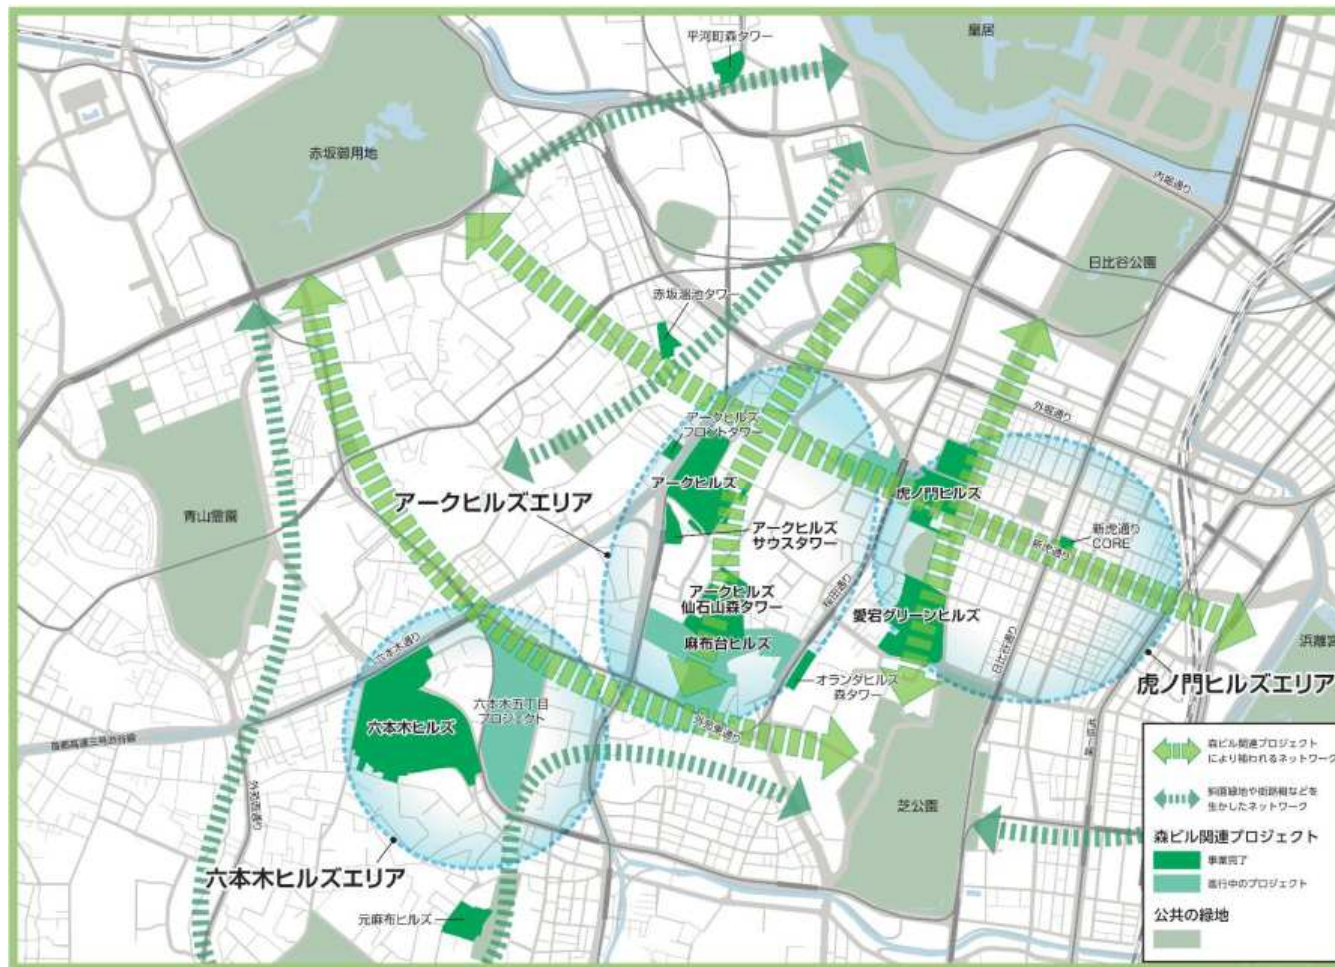 平河町森タワー
皇居
赤坂御用地
内堀通り
日比谷公園
赤坂溜池タワー
外堀通り
アークヒルズ
フロントタワー
アークヒルズ
虎ノ門ヒルズ
アークヒルズエリア
青山霊園
アークヒルズ
サウスタワー
新虎通り
CORE
新虎通り
アークヒルズ
仙石山森タワー
桜田通り
愛宕グリーンヒルズ
麻布台ヒルズ
日比谷通り
浜離宮
六本木通り
オランダヒルズ
森タワー
虎ノ門ヒルズエリア
六本木五丁目
プロジェクト
六本木ヒルズ
外苑東通り
首都高速三号渋谷線
外苑西通り
芝公園
六本木ヒルズエリア
元麻布ヒルズ
森ビル関連プロジェクト
により補われるネットワーク
斜面緑地や街路樹などを
生かしたネットワーク
森ビル関連プロジェクト
事業完了
進行中のプロジェクト
公共の緑地